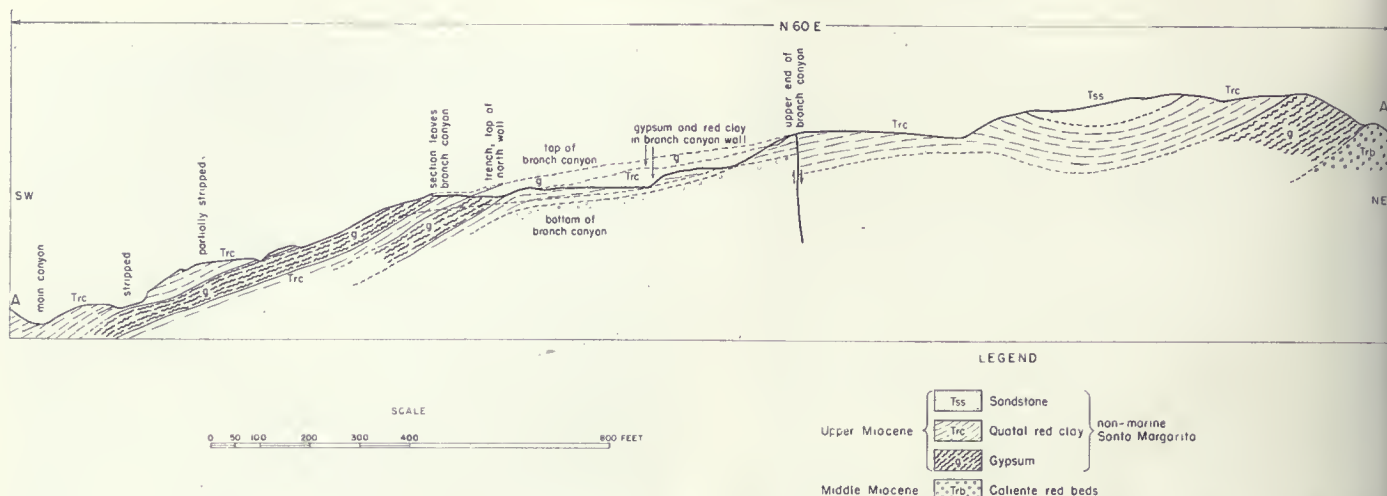 N 60 E
SW
NE
A
main canyon
Trc
stripped
partially stripped
Trc
g
Trc
g
section leaves
branch canyon
trench, top of
north wall
g
top of
branch canyon
g
bottom of
branch canyon
gypsum and red clay
in branch canyon wall
g
Trc
upper end of
branch canyon
Trc
Tss
Trc
g
A
Trb
SCALE
0 50 100 200 300 400 800 FEET
LEGEND
Upper Miocene
Tss Sandstone
Trc Quatal red clay
g Gypsum
non-marine
Santa Margarita
Middle Miocene Trb Caliente red beds